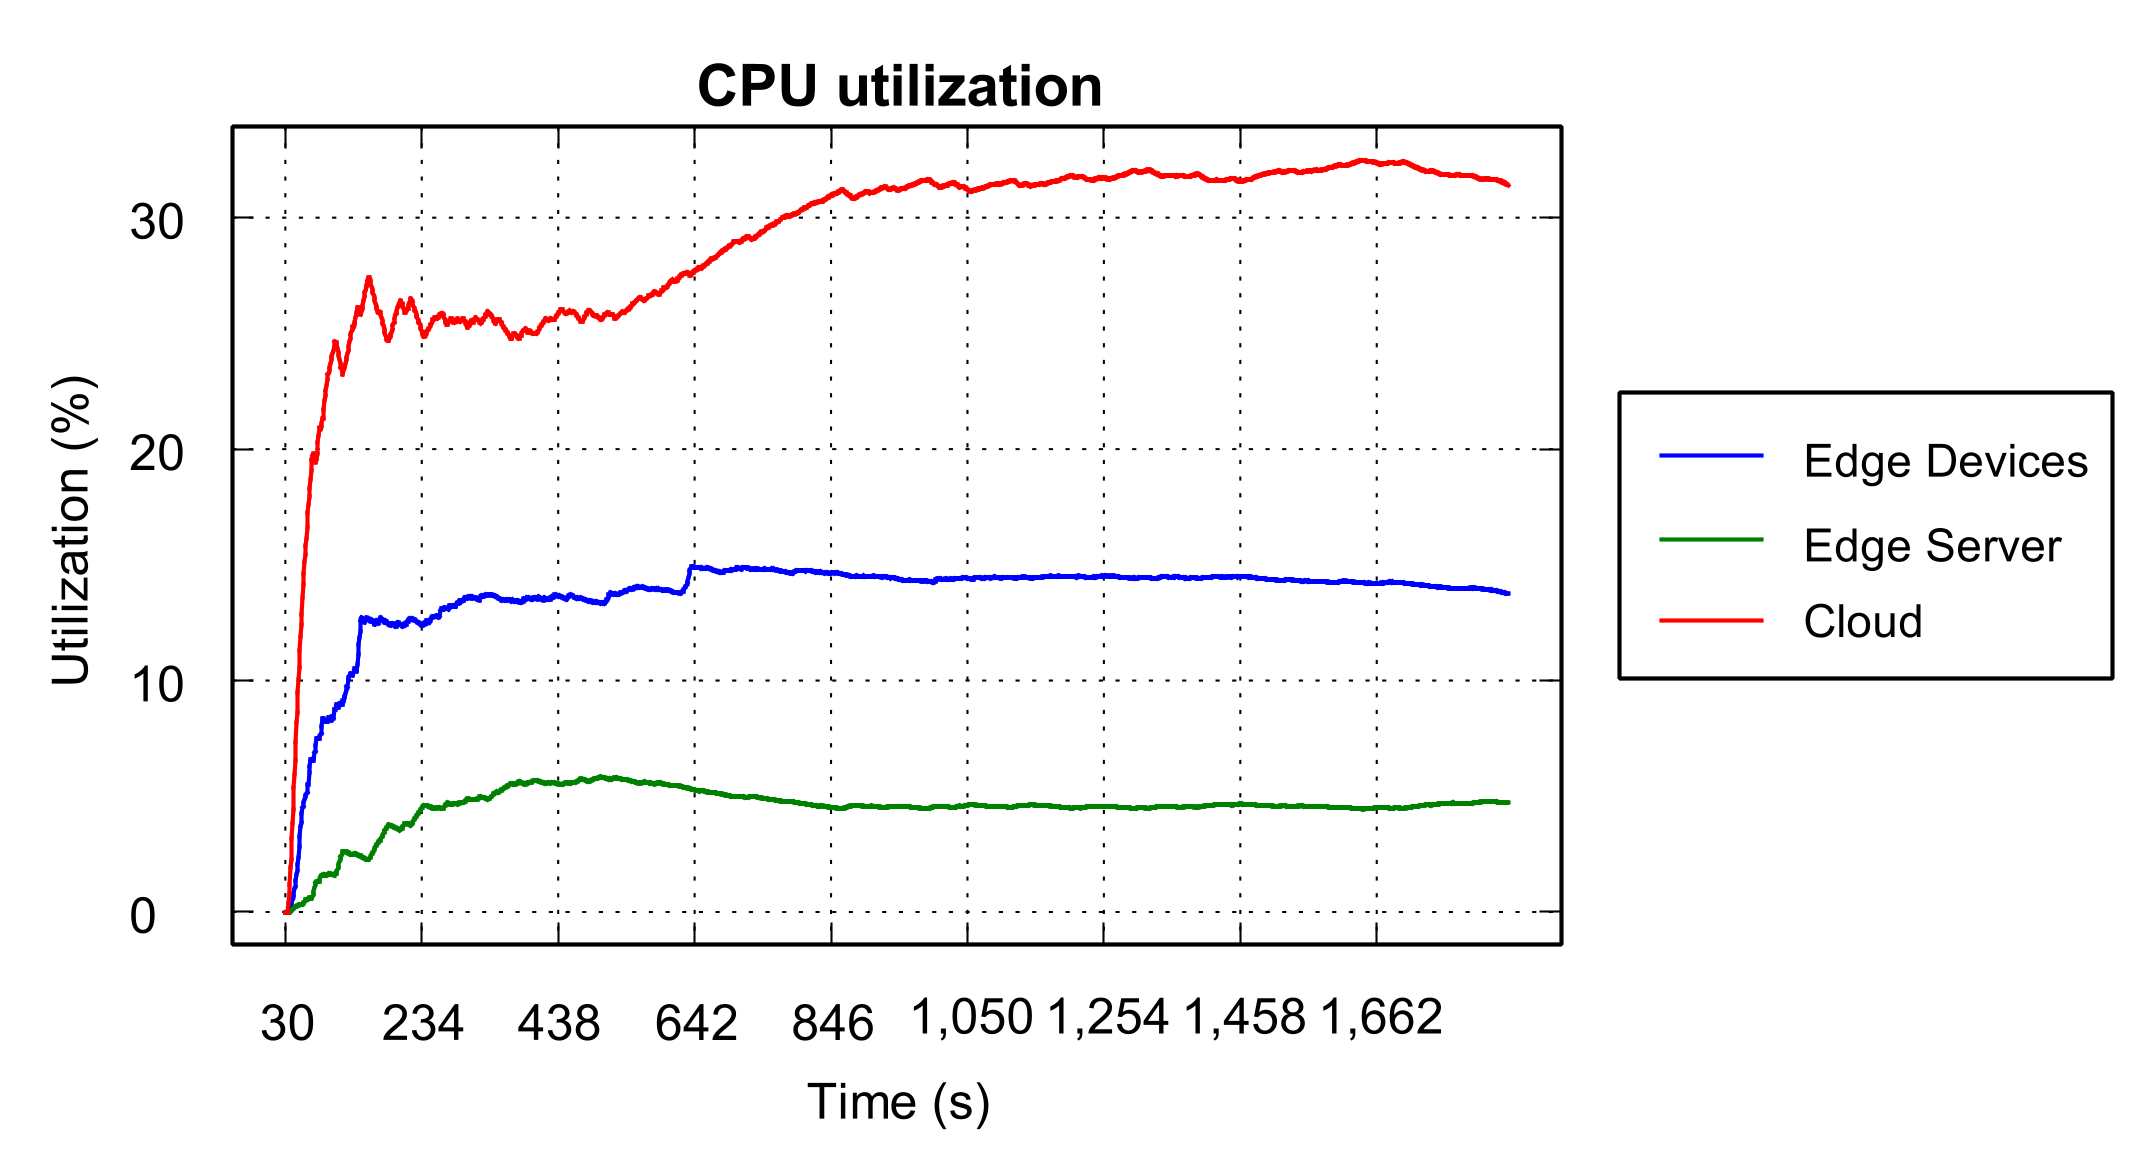 CPU utilization
Utilization (%)
30
20
10
0
30 234 438 642 846 1,050 1,254 1,458 1,662
Time (s)
Edge Devices
Edge Server
Cloud